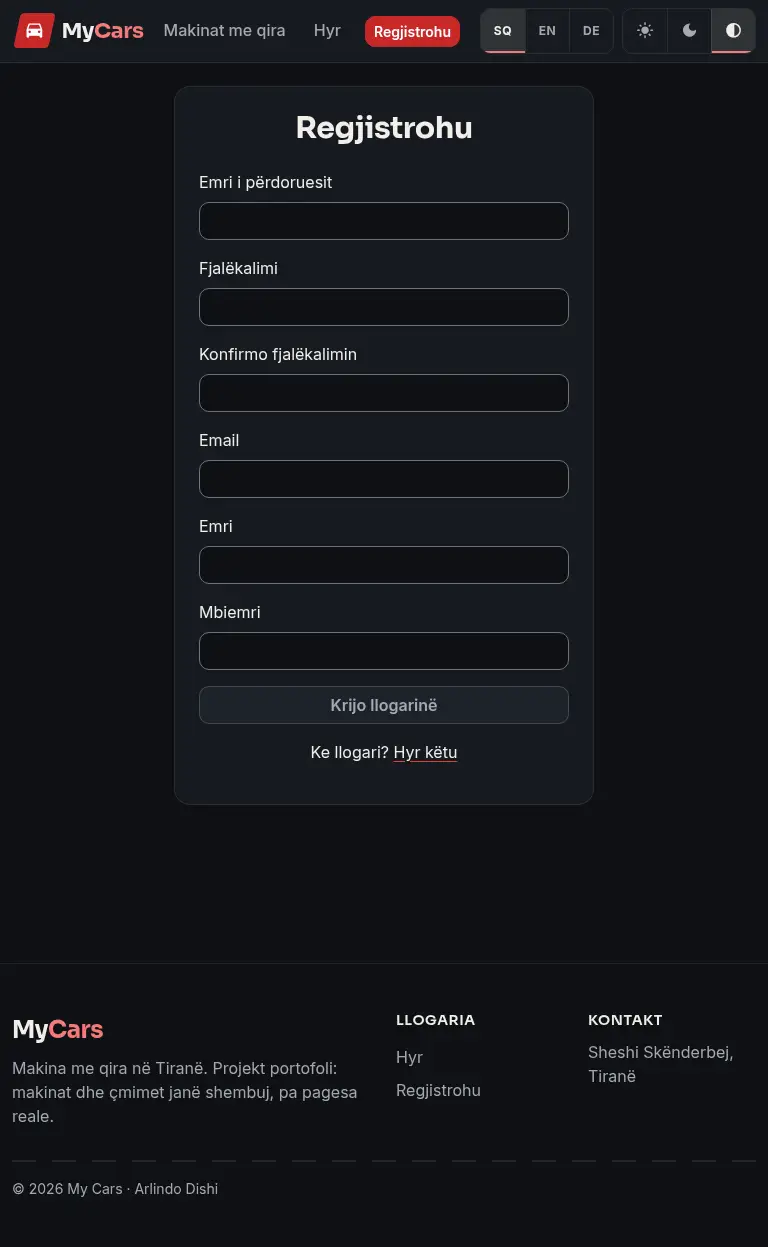 MyCars
Makinat me qira
Hyr
Regjistrohu
SQ
EN
DE
Regjistrohu
Emri i përdoruesit
Fjalëkalimi
Konfirmo fjalëkalimin
Email
Emri
Mbiemri
Krijo llogarinë
Ke llogari? Hyr këtu
MyCars
Makina me qira në Tiranë. Projekt portofoli:
makinat dhe çmimet janë shembuj, pa pagesa
reale.
LLOGARIA
Hyr
Regjistrohu
KONTAKT
Sheshi Skënderbej,
Tiranë
© 2026 My Cars · Arlindo Dishi